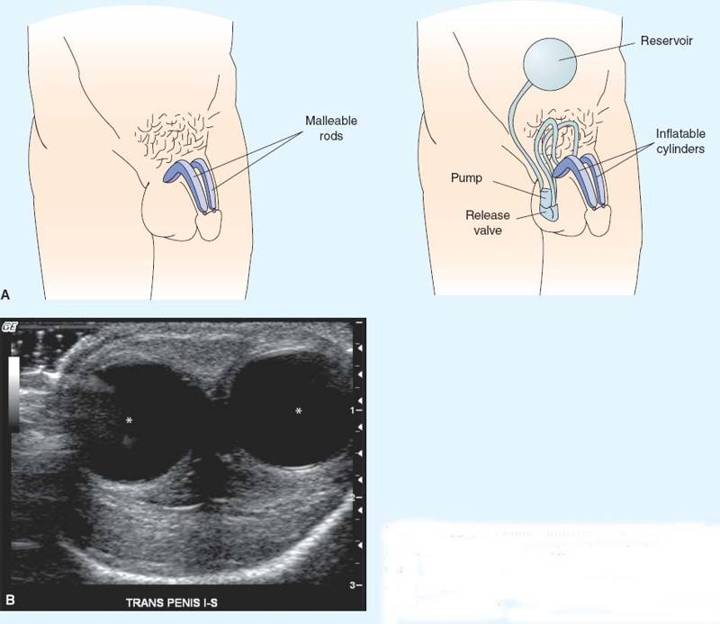 Malleable
rods
Reservoir
Inflatable
cylinders
Pump
Release
valve
A
GE
*
*
1
2
3
B
TRANS PENIS I-S